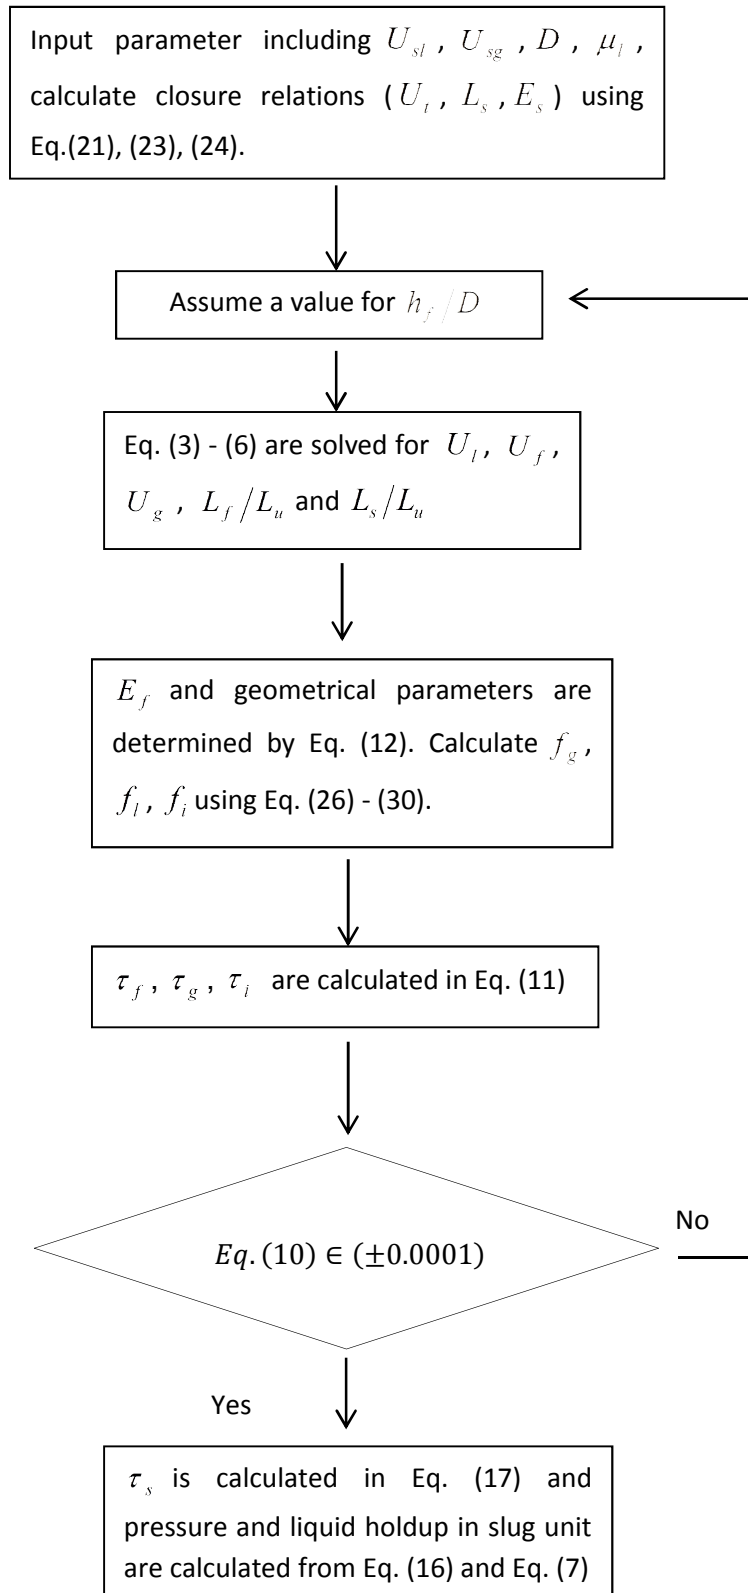 Input parameter including U_sl , U_sg , D , μ_l ,
calculate closure relations ( U_t , L_s , E_s ) using
Eq.(21), (23), (24).
Assume a value for h_f/D
Eq. (3) - (6) are solved for U_l , U_f ,
U_g , L_f/L_u and L_s/L_u
E_f and geometrical parameters are
determined by Eq. (12). Calculate f_g ,
f_l , f_i using Eq. (26) - (30).
τ_f , τ_g , τ_i are calculated in Eq. (11)
No
Eq. (10) ∈ (±0.0001)
Yes
τ_s is calculated in Eq. (17) and
pressure and liquid holdup in slug unit
are calculated from Eq. (16) and Eq. (7)